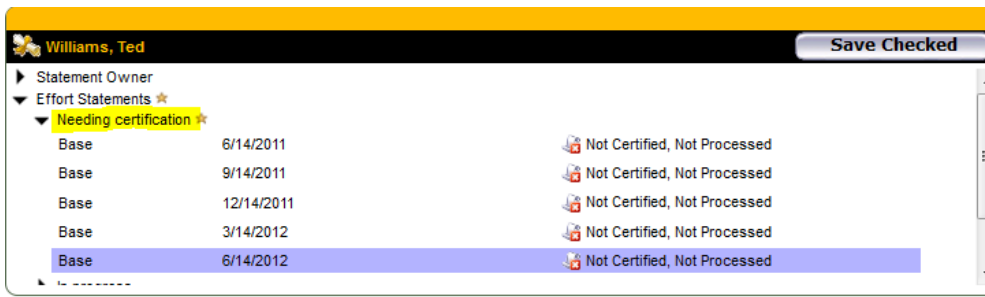 Williams, Ted Save Checked
Statement Owner
Effort Statements
Needing certification
Base 6/14/2011 Not Certified, Not Processed
Base 9/14/2011 Not Certified, Not Processed
Base 12/14/2011 Not Certified, Not Processed
Base 3/14/2012 Not Certified, Not Processed
Base 6/14/2012 Not Certified, Not Processed